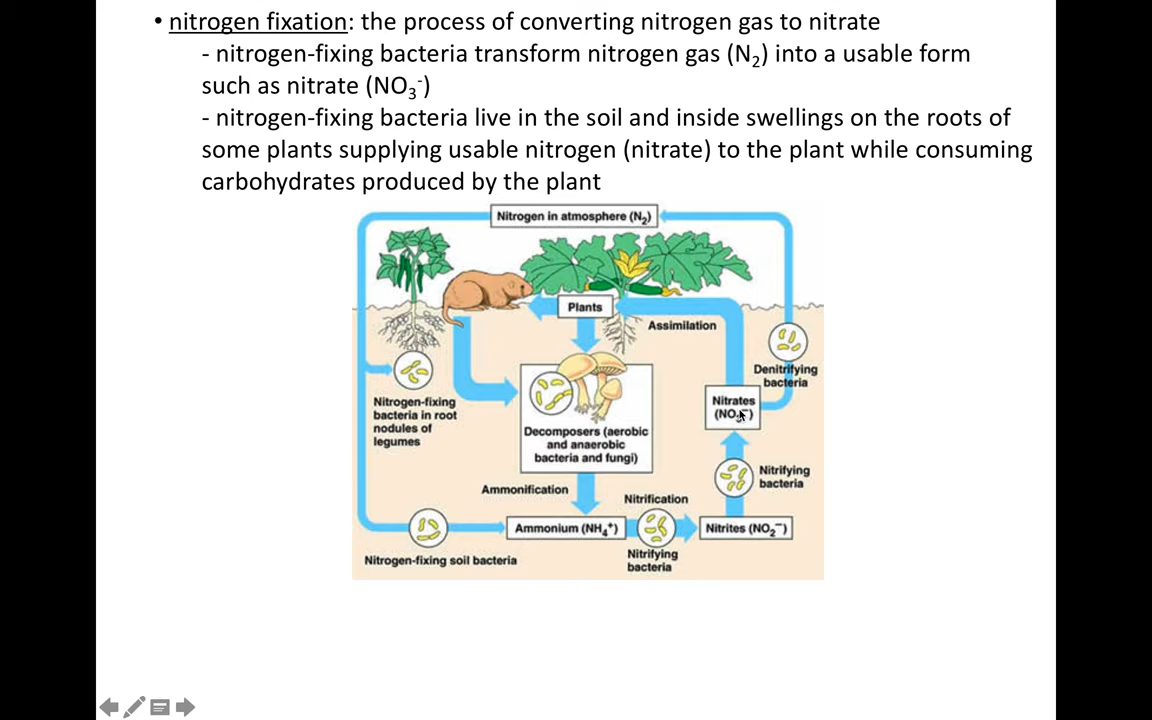 • nitrogen fixation: the process of converting nitrogen gas to nitrate
- nitrogen-fixing bacteria transform nitrogen gas (N₂) into a usable form
such as nitrate (NO₃⁻)
- nitrogen-fixing bacteria live in the soil and inside swellings on the roots of
some plants supplying usable nitrogen (nitrate) to the plant while consuming
carbohydrates produced by the plant
Nitrogen in atmosphere (N₂)
Plants
Assimilation
Denitrifying
bacteria
Nitrogen-fixing
bacteria in root
nodules of
legumes
Nitrates
(NO₃⁻)
Decomposers (aerobic
and anaerobic
bacteria and fungi)
Nitrifying
bacteria
Ammonification
Nitrification
Ammonium (NH₄⁺)
Nitrites (NO₂⁻)
Nitrogen-fixing soil bacteria
Nitrifying
bacteria